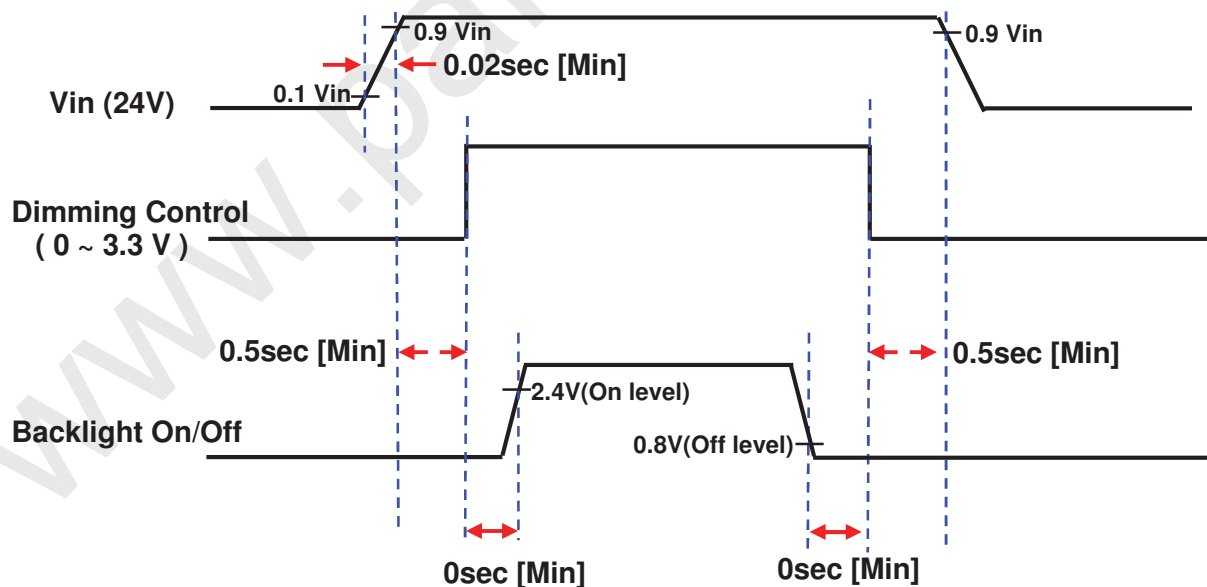 0.9 Vin
0.9 Vin
0.02sec [Min]
0.1 Vin
Vin (24V)
Dimming Control
( 0 ~ 3.3 V )
0.5sec [Min]
0.5sec [Min]
2.4V(On level)
Backlight On/Off
0.8V(Off level)
0sec [Min]
0sec [Min]
www.pa